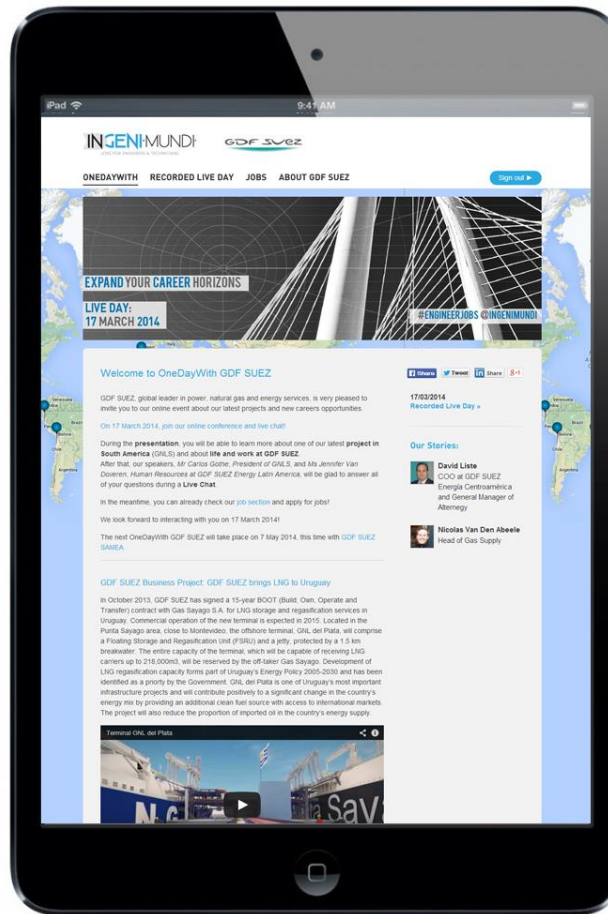 iPad
9:41 AM
INGENIMUNDI
JOBS FOR ENGINEERS & TECHNICIANS
GDF SUEZ
ONEDAYWITH RECORDED LIVE DAY JOBS ABOUT GDF SUEZ
Sign out
EXPAND YOUR CAREER HORIZONS
LIVE DAY:
17 MARCH 2014
#ENGINEERJOBS @INGENIMUNDI
Welcome to OneDayWith GDF SUEZ
GDF SUEZ, global leader in power, natural gas and energy services, is very pleased to
invite you to our online event about our latest projects and new careers opportunities.
On 17 March 2014, join our online conference and live chat!
During the presentation, you will be able to learn more about one of our latest project in
South America (GNLS) and about life and work at GDF SUEZ.
After that, our speakers, Mr Carlos Gothe, President of GNLS, and Ms Jennifer Van
Dovieren, Human Resources at GDF SUEZ Energy Latin America, will be glad to answer all
of your questions during a Live Chat.
In the meantime, you can already check our job section and apply for jobs!
We look forward to interacting with you on 17 March 2014!
The next OneDayWith GDF SUEZ will take place on 7 May 2014, this time with GDF SUEZ
SAMEA
Share Tweet Share +1
17/03/2014
Recorded Live Day »
Our Stories:
David Liste
COO at GDF SUEZ
Energía Centroamérica
and General Manager of
Alternegy
Nicolas Van Den Abeele
Head of Gas Supply
GDF SUEZ Business Project: GDF SUEZ brings LNG to Uruguay
In October 2013, GDF SUEZ has signed a 15-year BOOT (Build, Own, Operate and
Transfer) contract with Gas Sayago S.A. for LNG storage and regasification services in
Uruguay. Commercial operation of the new terminal is expected in 2015. Located in the
Punta Sayago area, close to Montevideo, the offshore terminal, GNL del Plata, will comprise
a Floating Storage and Regasification Unit (FSRU) and a jetty, protected by a 1.5 km
breakwater. The entire capacity of the terminal, which will be capable of receiving LNG
carriers up to 218,000m3, will be reserved by the off-taker Gas Sayago. Development of
LNG regasification capacity forms part of Uruguay's Energy Policy 2005-2030 and has been
identified as a priorty by the Government. GNL del Plata is one of Uruguay's most important
infrastructure projects and will contribute positively to a significant change in the country's
energy mix by providing an additional clean fuel source with access to international markets.
The project will also reduce the proportion of imported oil in the country's energy supply.
Terminal GNL del Plata
Venezuela
Bolivia
Chile
Argentina
Venezuela
Brazil
Bolivia
Chile
Argentina